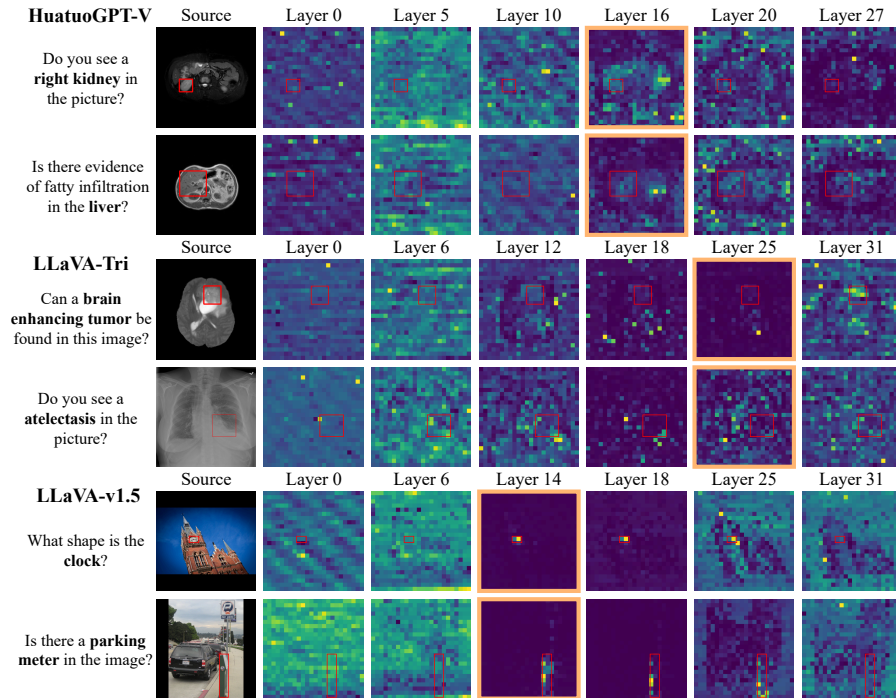 HuatuoGPT-V
Source Layer 0 Layer 5 Layer 10 Layer 16 Layer 20 Layer 27
Do you see a
right kidney in
the picture?
Is there evidence
of fatty infiltration
in the liver?
LLaVA-Tri
Source Layer 0 Layer 6 Layer 12 Layer 18 Layer 25 Layer 31
Can a brain
enhancing tumor be
found in this image?
Do you see a
atelectasis in the
picture?
LLaVA-v1.5
Source Layer 0 Layer 6 Layer 14 Layer 18 Layer 25 Layer 31
What shape is the
clock?
Is there a parking
meter in the image?